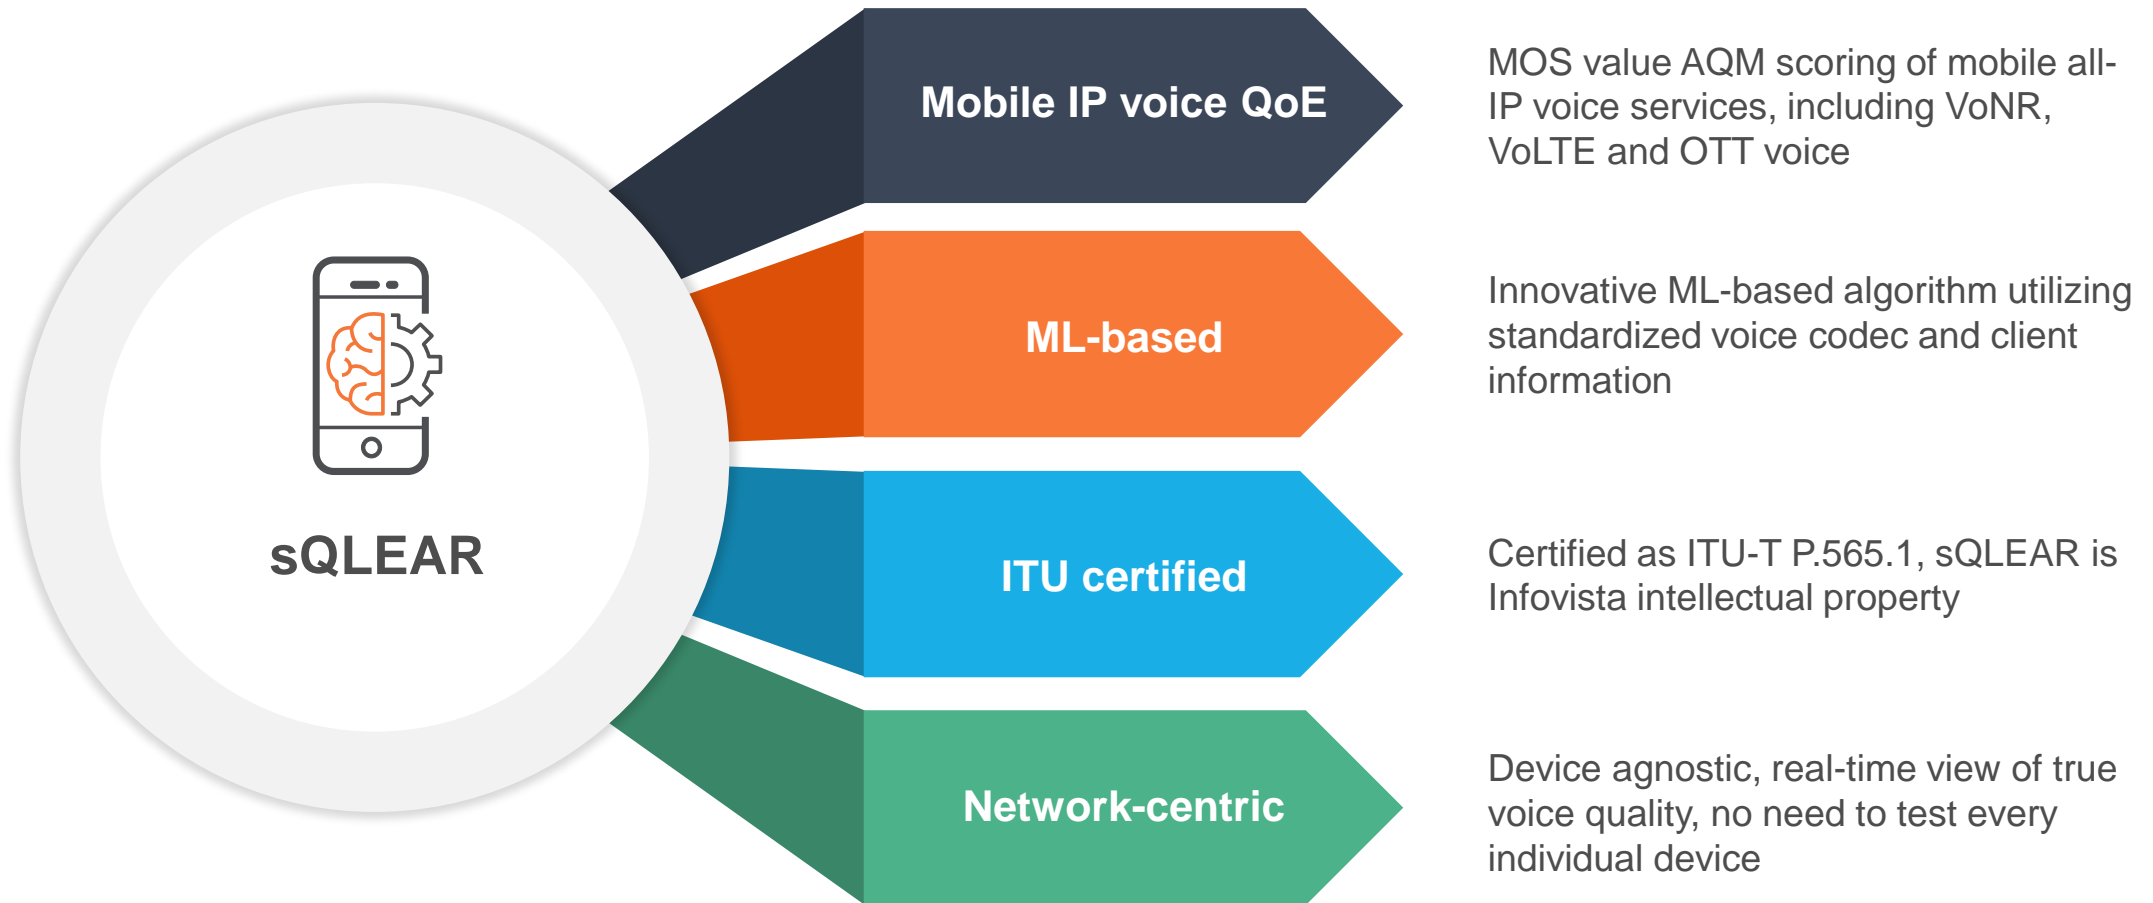 sQLEAR
Mobile IP voice QoE
MOS value AQM scoring of mobile all-
IP voice services, including VoNR,
VoLTE and OTT voice
ML-based
Innovative ML-based algorithm utilizing
standardized voice codec and client
information
ITU certified
Certified as ITU-T P.565.1, sQLEAR is
Infovista intellectual property
Network-centric
Device agnostic, real-time view of true
voice quality, no need to test every
individual device